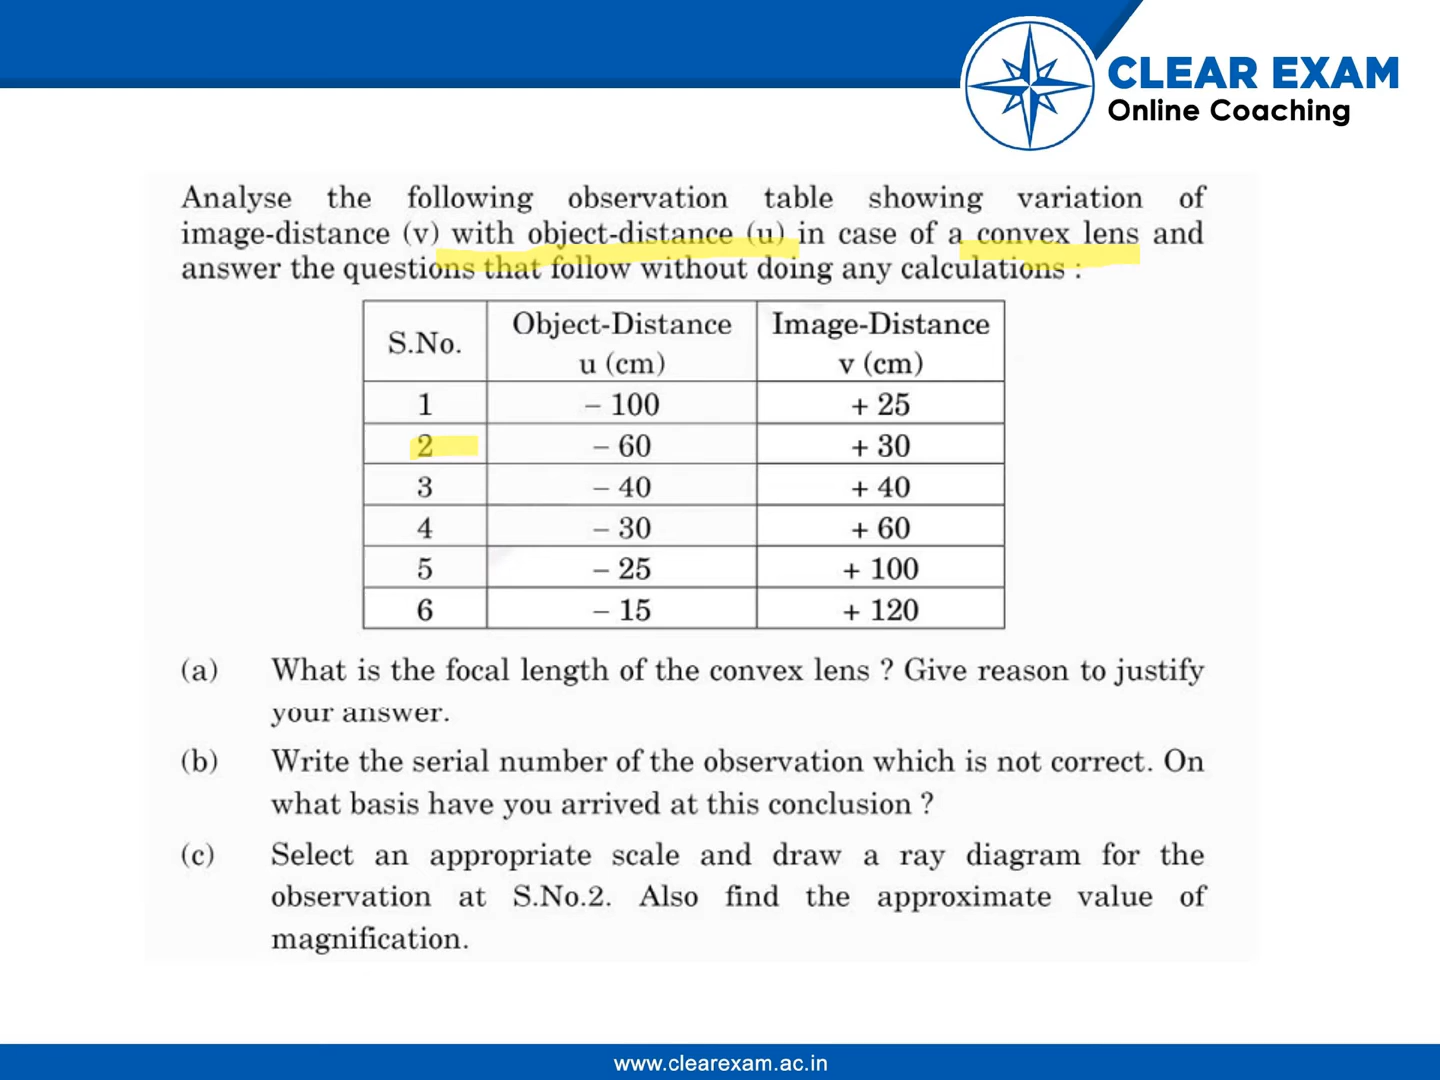 CLEAR EXAM
Online Coaching
Analyse the following observation table showing variation of
image-distance (v) with object-distance (u) in case of a convex lens and
answer the questions that follow without doing any calculations :
S.No. Object-Distance u (cm) Image-Distance v (cm)
1 – 100 + 25
2 – 60 + 30
3 – 40 + 40
4 – 30 + 60
5 – 25 + 100
6 – 15 + 120
(a) What is the focal length of the convex lens ? Give reason to justify
your answer.
(b) Write the serial number of the observation which is not correct. On
what basis have you arrived at this conclusion ?
(c) Select an appropriate scale and draw a ray diagram for the
observation at S.No.2. Also find the approximate value of
magnification.
www.clearexam.ac.in